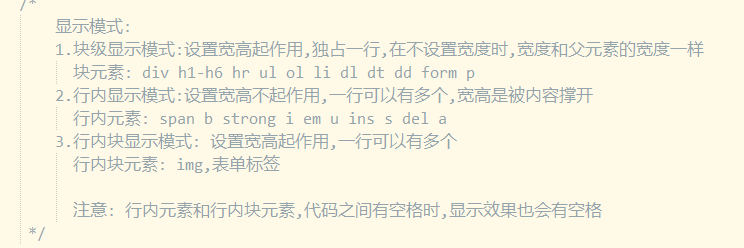 /*
显示模式:
1.块级显示模式:设置宽高起作用,独占一行,在不设置宽度时,宽度和父元素的宽度一样
块元素: div h1-h6 hr ul ol li dl dt dd form p
2.行内显示模式:设置宽高不起作用,一行可以有多个,宽高是被内容撑开
行内元素: span b strong i em u ins s del a
3.行内块显示模式: 设置宽高起作用,一行可以有多个
行内块元素: img,表单标签
注意: 行内元素和行内块元素,代码之间有空格时,显示效果也会有空格
*/